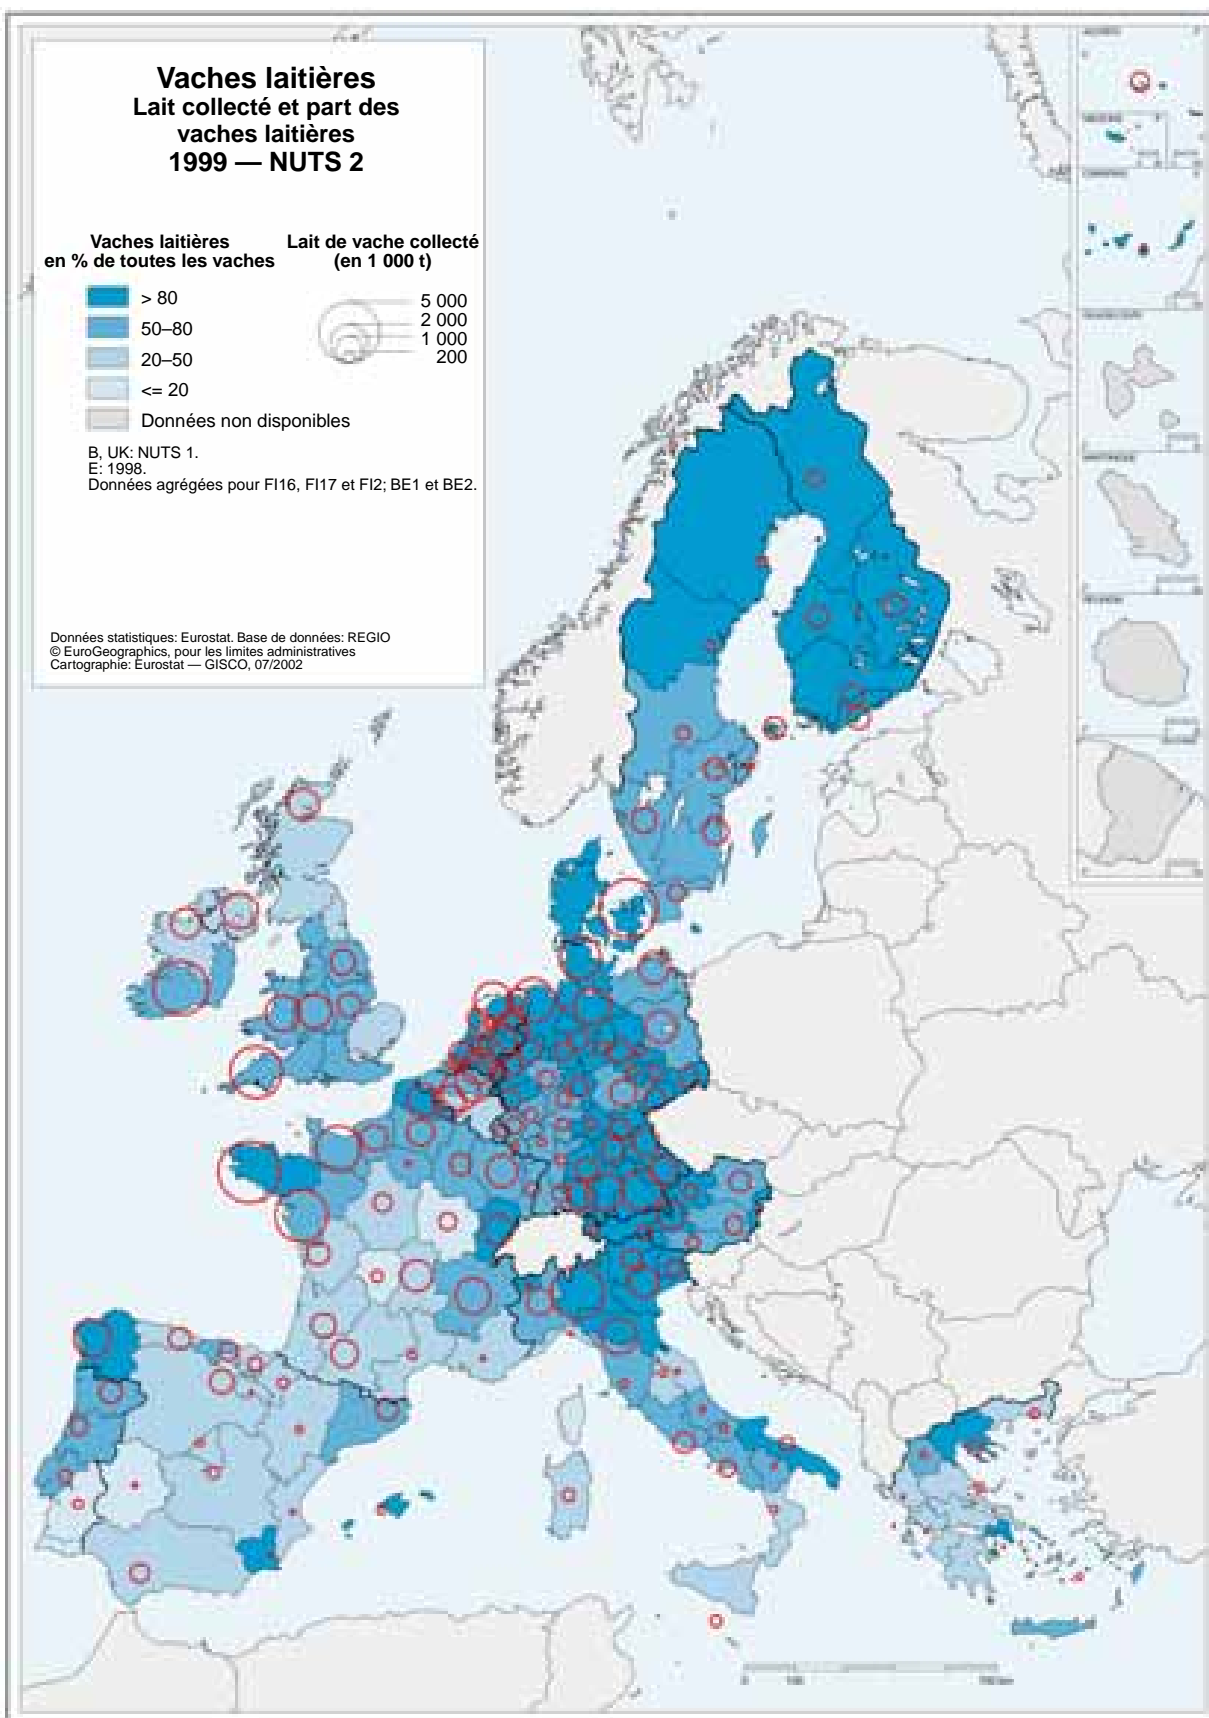 Vaches laitières
Lait collecté et part des
vaches laitières
1999 — NUTS 2
Vaches laitières
en % de toutes les vaches
> 80
50–80
20–50
<= 20
Données non disponibles
Lait de vache collecté
(en 1 000 t)
5 000
2 000
1 000
200
B, UK: NUTS 1.
E: 1998.
Données agrégées pour FI16, FI17 et FI2; BE1 et BE2.
Données statistiques: Eurostat. Base de données: REGIO
© EuroGeographics, pour les limites administratives
Cartographie: Eurostat — GISCO, 07/2002